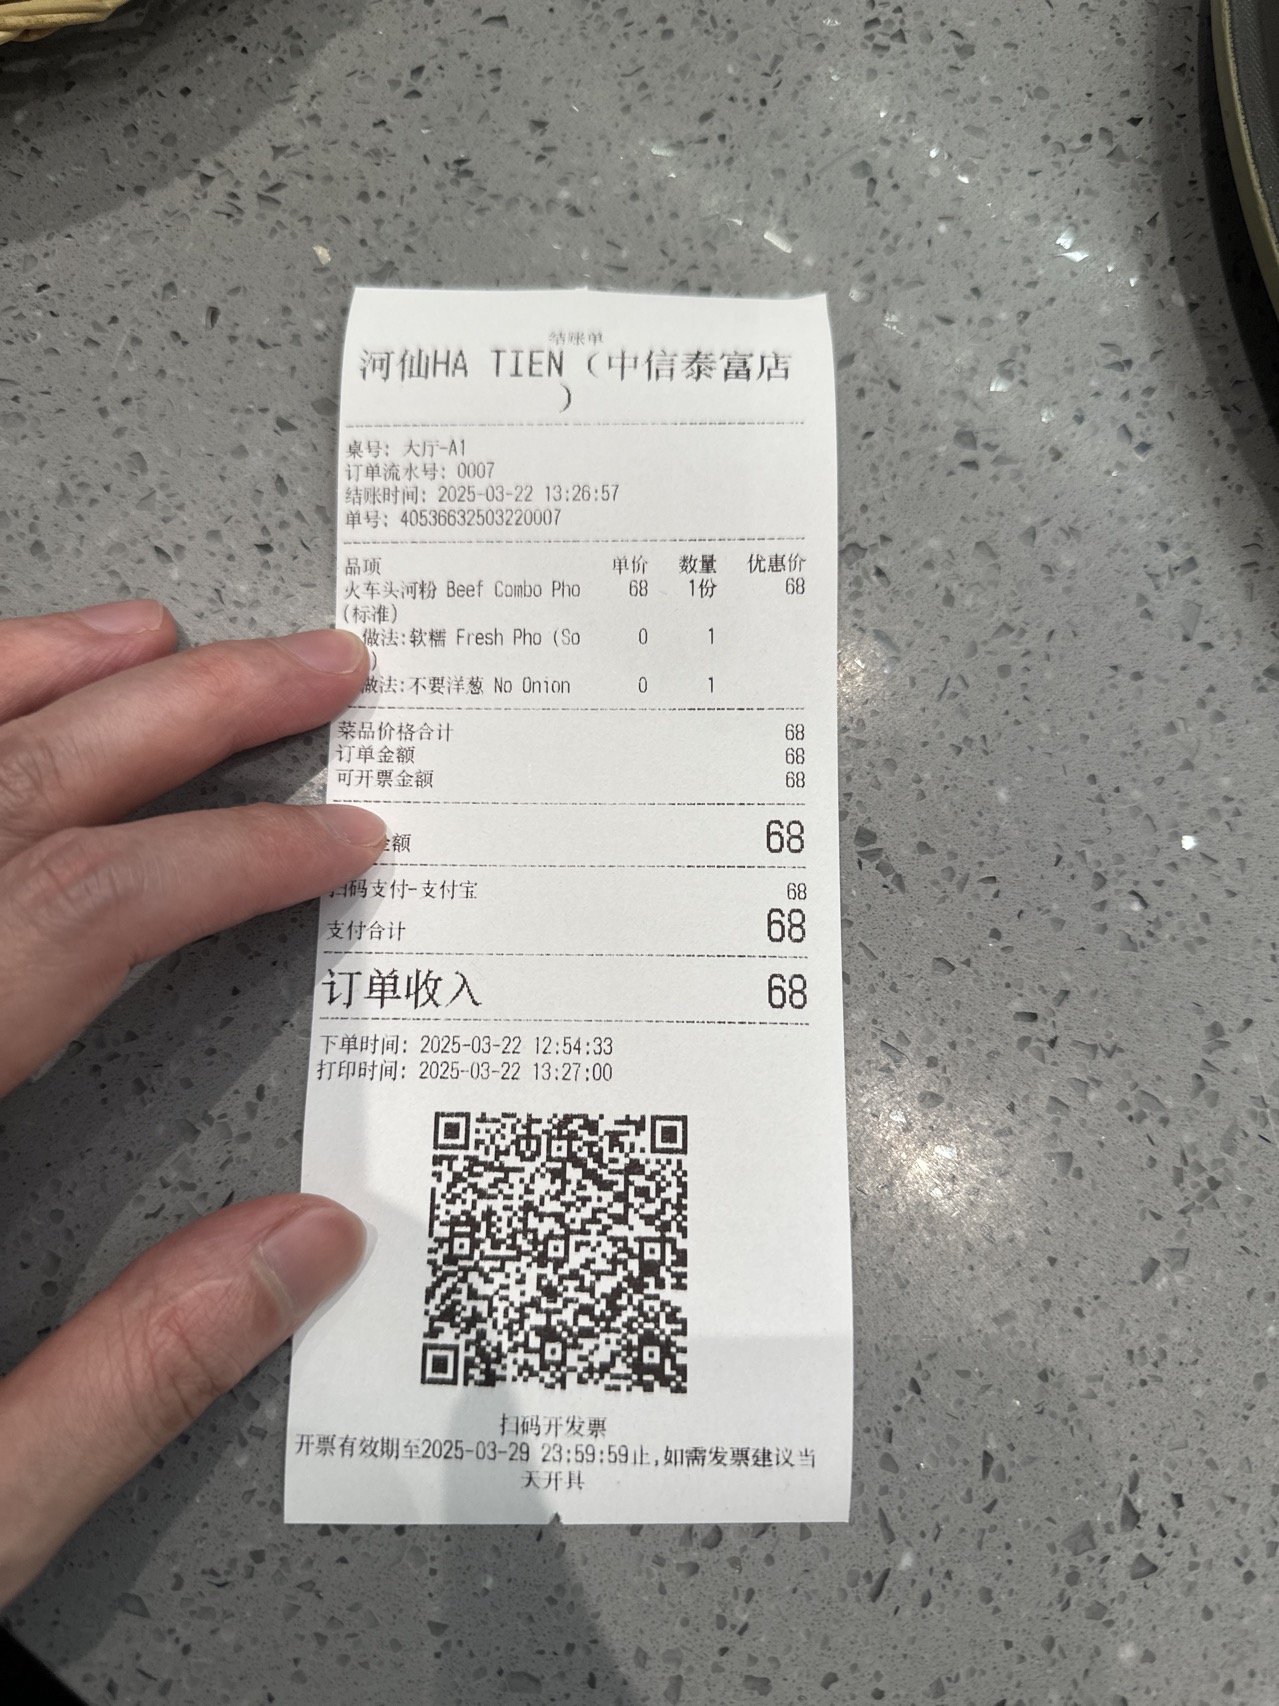 结账单
河仙HA TIEN（中信泰富店
）
桌号: 大厅-A1
订单流水号: 0007
结账时间: 2025-03-22 13:26:57
单号: 40536632503220007
品项 单价 数量 优惠价
火车头河粉 Beef Combo Pho 68 1份 68
(标准)
做法:软糯 Fresh Pho (So 0 1
)
做法:不要洋葱 No Onion 0 1
菜品价格合计 68
订单金额 68
可开票金额 68
金额 68
扫码支付-支付宝 68
支付合计 68
订单收入 68
下单时间: 2025-03-22 12:54:33
打印时间: 2025-03-22 13:27:00
扫码开发票
开票有效期至2025-03-29 23:59:59止,如需发票建议当
天开具